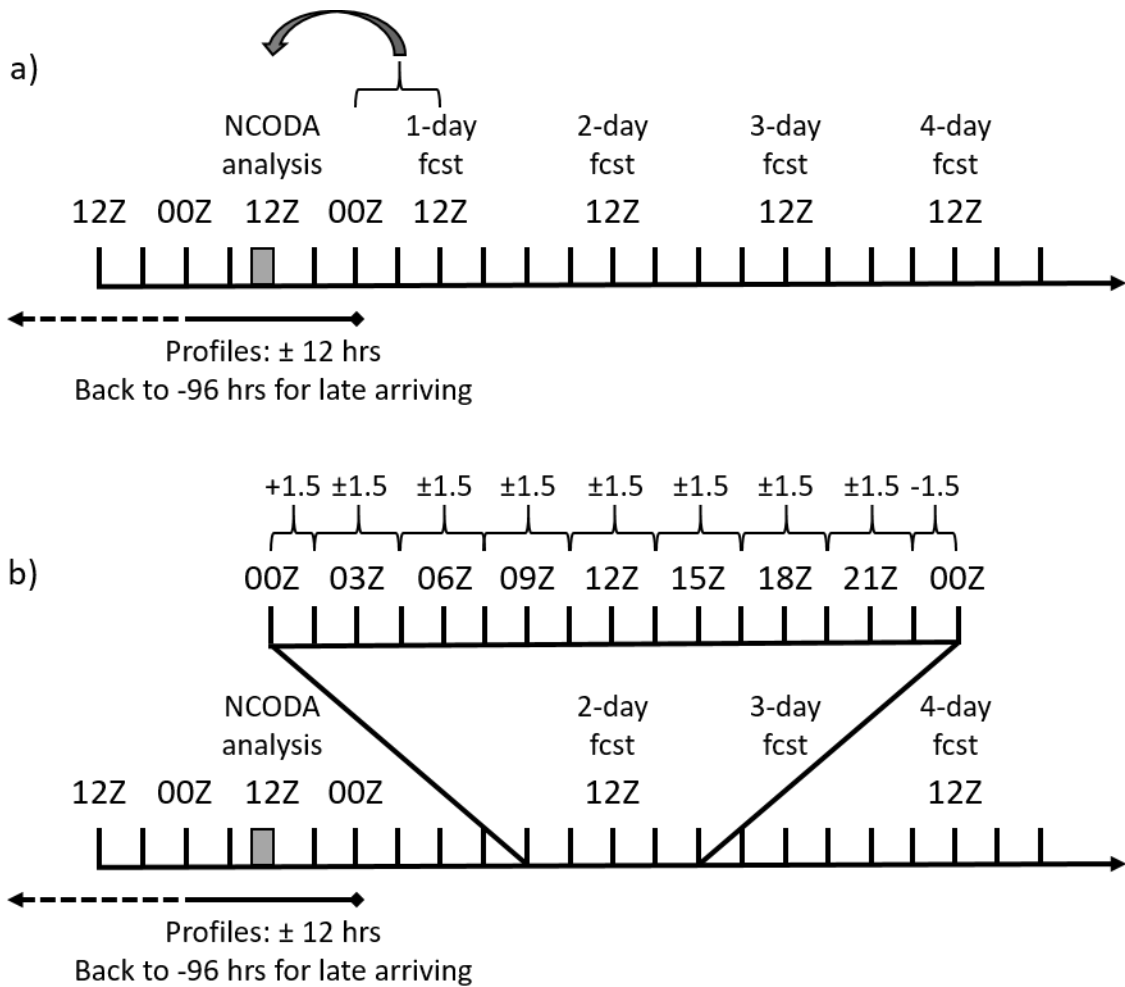 a)
NCODA analysis
1-day fcst
2-day fcst
3-day fcst
4-day fcst
12Z 00Z 12Z 00Z 12Z 12Z 12Z 12Z
Profiles: ± 12 hrs
Back to -96 hrs for late arriving
+1.5 ±1.5 ±1.5 ±1.5 ±1.5 ±1.5 ±1.5 ±1.5 -1.5
b)
00Z 03Z 06Z 09Z 12Z 15Z 18Z 21Z 00Z
NCODA analysis
2-day fcst
3-day fcst
4-day fcst
12Z 00Z 12Z 00Z 12Z 12Z
Profiles: ± 12 hrs
Back to -96 hrs for late arriving